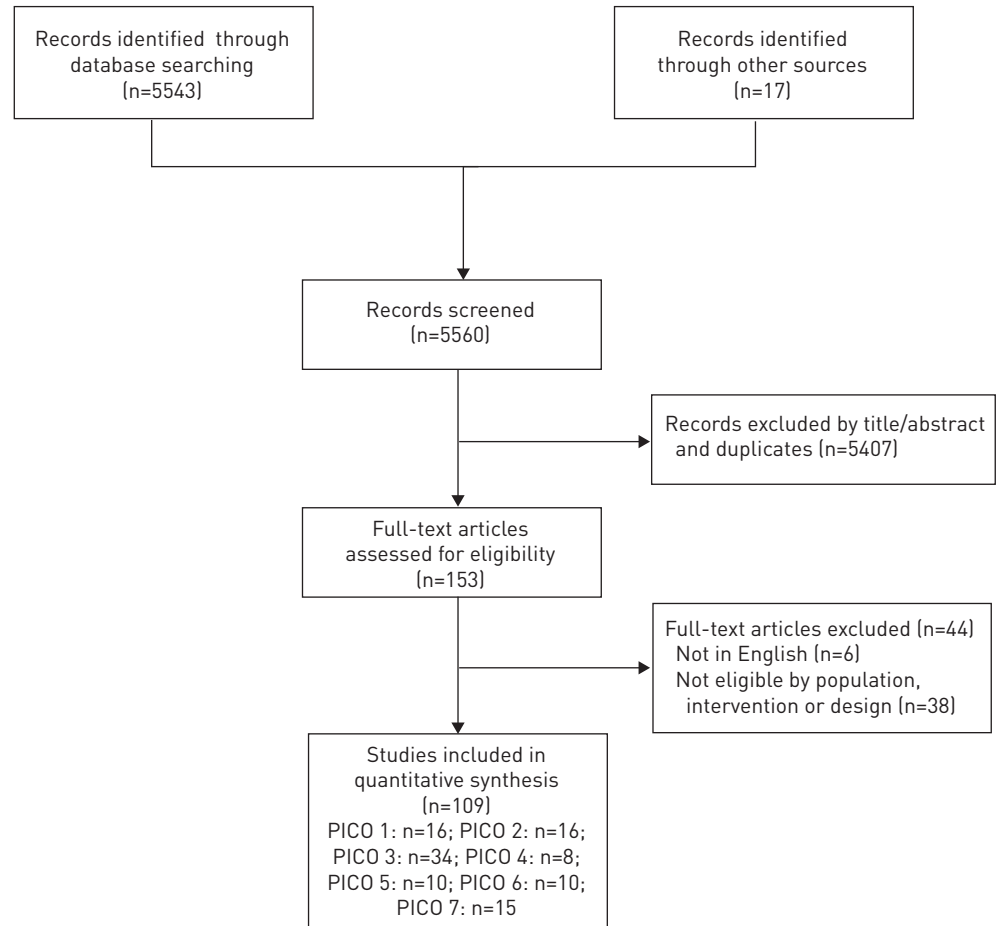 Records identified through
database searching
(n=5543)
Records identified
through other sources
(n=17)
Records screened
(n=5560)
Records excluded by title/abstract
and duplicates (n=5407)
Full-text articles
assessed for eligibility
(n=153)
Full-text articles excluded (n=44)
Not in English (n=6)
Not eligible by population,
intervention or design (n=38)
Studies included in
quantitative synthesis
(n=109)
PICO 1: n=16; PICO 2: n=16;
PICO 3: n=34; PICO 4: n=8;
PICO 5: n=10; PICO 6: n=10;
PICO 7: n=15